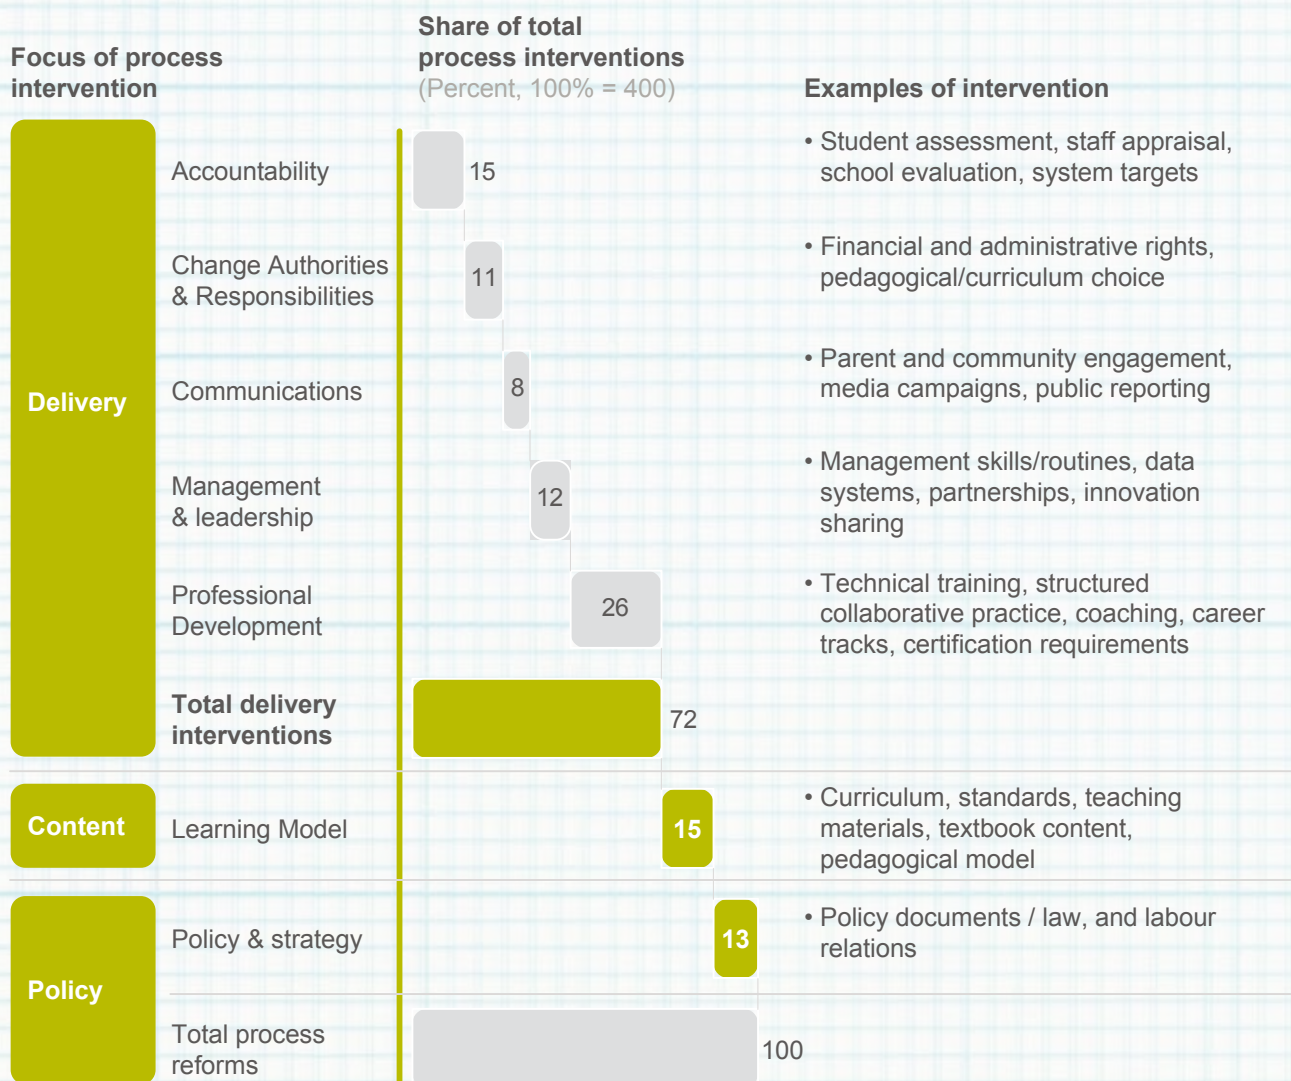 Focus of process
intervention
Share of total
process interventions
(Percent, 100% = 400)
Examples of intervention
Delivery
Accountability
15
• Student assessment, staff appraisal,
school evaluation, system targets
Change Authorities
& Responsibilities
11
• Financial and administrative rights,
pedagogical/curriculum choice
Communications
8
• Parent and community engagement,
media campaigns, public reporting
Management
& leadership
12
• Management skills/routines, data
systems, partnerships, innovation
sharing
Professional
Development
26
• Technical training, structured
collaborative practice, coaching, career
tracks, certification requirements
Total delivery
interventions
72
Content
Learning Model
15
• Curriculum, standards, teaching
materials, textbook content,
pedagogical model
Policy
Policy & strategy
13
• Policy documents / law, and labour
relations
Total process
reforms
100